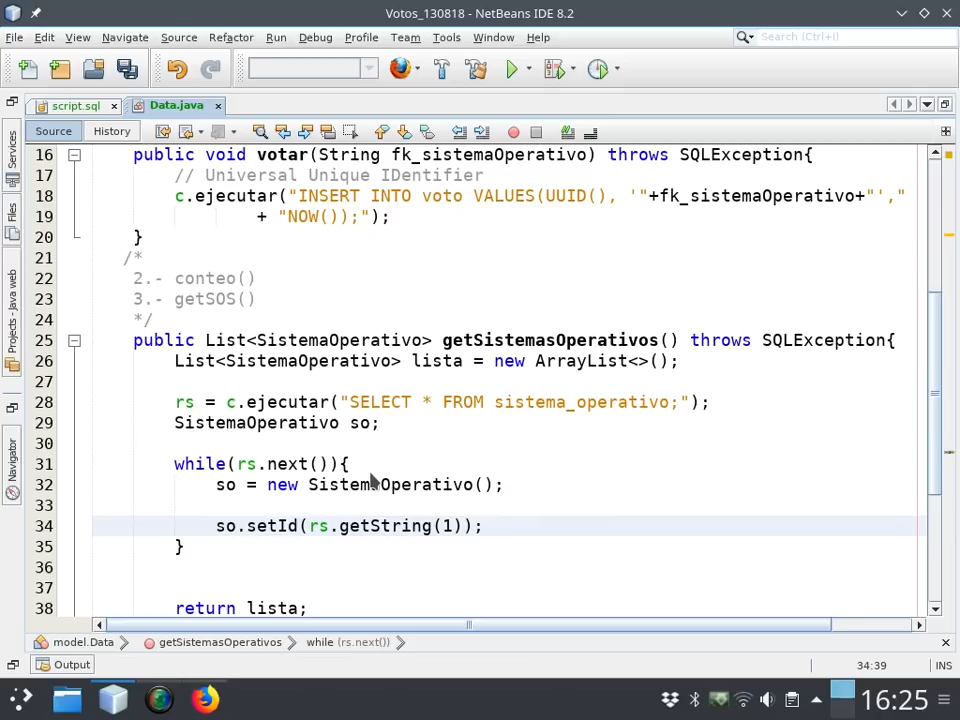 Votos_130818 - NetBeans IDE 8.2
File Edit View Navigate Source Refactor Run Debug Profile Team Tools Window Help
Search (Ctrl+I)
script.sql
Data.java
Source History
Services
Files
Projects - Java web
Navigator
16 public void votar(String fk_sistemaOperativo) throws SQLException{
17 // Universal Unique IDentifier
18 c.ejecutar("INSERT INTO voto VALUES(UUID(), '"+fk_sistemaOperativo+"',"
19 + "NOW());");
20 }
21 /*
22 2.- conteo()
23 3.- getSOS()
24 */
25 public List<SistemaOperativo> getSistemasOperativos() throws SQLException{
26 List<SistemaOperativo> lista = new ArrayList<>();
27
28 rs = c.ejecutar("SELECT * FROM sistema_operativo;");
29 SistemaOperativo so;
30
31 while(rs.next()){
32 so = new SistemaOperativo();
33
34 so.setId(rs.getString(1));
35 }
36
37
38 return lista;
model.Data getSistemasOperativos while (rs.next())
Output
34:39 INS
16:25